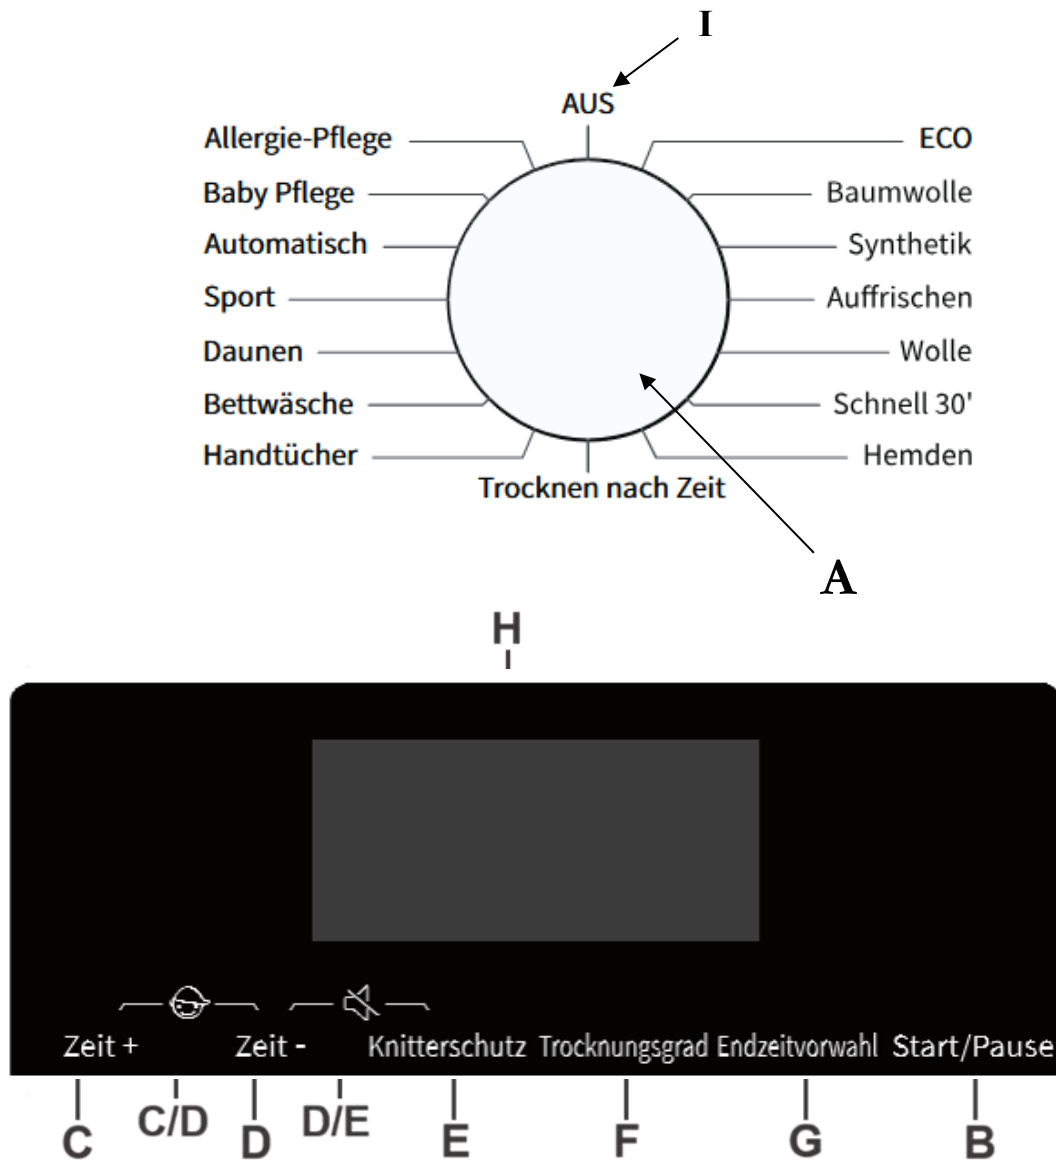 I
AUS
Allergie-Pflege
ECO
Baby Pflege
Baumwolle
Automatisch
Synthetik
Sport
Auffrischen
Daunen
Wolle
Bettwäsche
Schnell 30'
Handtücher
Hemden
Trocknen nach Zeit
A
H
Zeit + Zeit - Knitterschutz Trocknungsgrad Endzeitvorwahl Start/Pause
C C/D D D/E E F G B